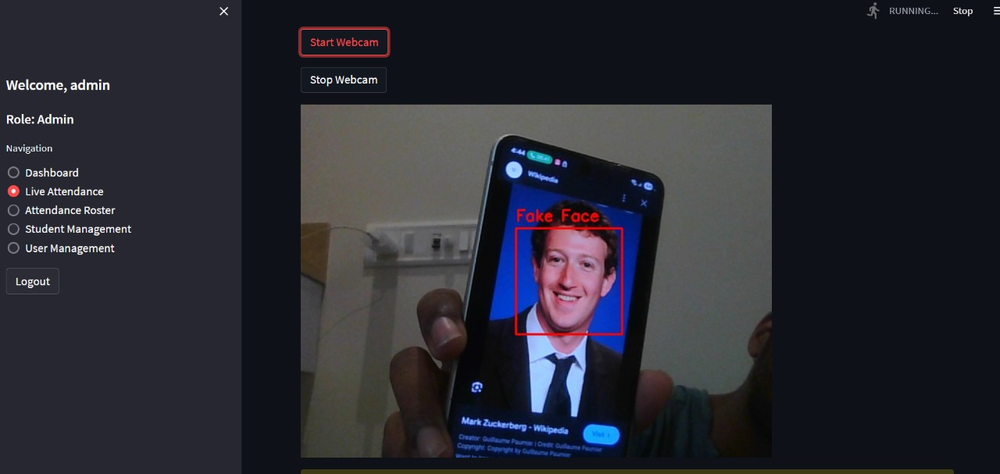 RUNNING...
Stop
Start Webcam
Stop Webcam
Welcome, admin
Role: Admin
Navigation
Dashboard
Live Attendance
Attendance Roster
Student Management
User Management
Logout
4:44
Wikipedia
Fake Face
Mark Zuckerberg - Wikipedia
Visit ›
Creator: Guillaume Paumier | Credit: Guillaume Paumier
Copyright: Copyright by Guillaume Paumier